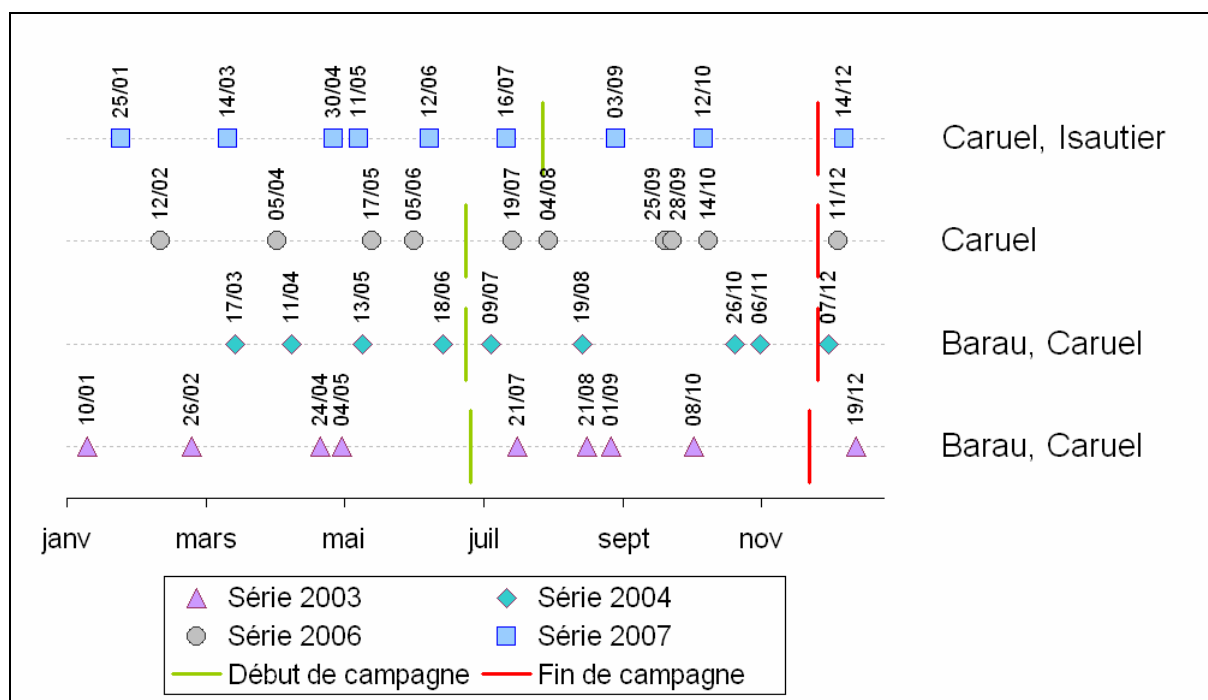 25/01 14/03 30/04 11/05 12/06 16/07 03/09 12/10 14/12
Caruel, Isautier
12/02 05/04 17/05 05/06 19/07 04/08 25/09 28/09 14/10 11/12
Caruel
17/03 11/04 13/05 18/06 09/07 19/08 26/10 06/11 07/12
Barau, Caruel
10/01 26/02 24/04 04/05 21/07 21/08 01/09 08/10 19/12
Barau, Caruel
janv mars mai juil sept nov
Série 2003 Série 2004
Série 2006 Série 2007
Début de campagne Fin de campagne